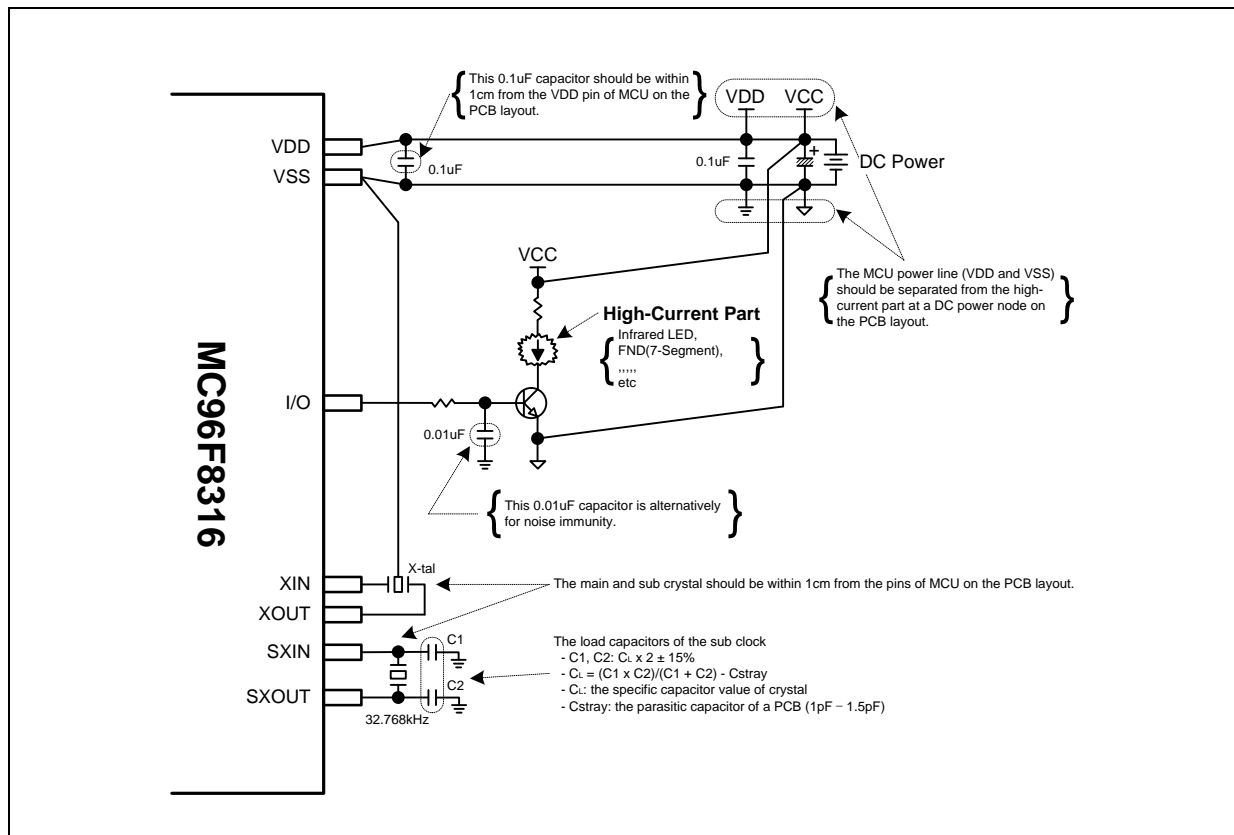 This 0.1uF capacitor should be within
1cm from the VDD pin of MCU on the
PCB layout.
VDD VCC
VDD
VSS
0.1uF
0.1uF
+
DC Power
VCC
The MCU power line (VDD and VSS)
should be separated from the high-
current part at a DC power node on
the PCB layout.
High-Current Part
Infrared LED,
FND(7-Segment),
,,,,,
etc
MC96F8316
I/O
0.01uF
This 0.01uF capacitor is alternatively
for noise immunity.
XIN
X-tal
XOUT
The main and sub crystal should be within 1cm from the pins of MCU on the PCB layout.
SXIN
C1
SXOUT
C2
32.768kHz
The load capacitors of the sub clock
- C1, C2: CL x 2 ± 15%
- CL = (C1 x C2)/(C1 + C2) - Cstray
- CL: the specific capacitor value of crystal
- Cstray: the parasitic capacitor of a PCB (1pF – 1.5pF)